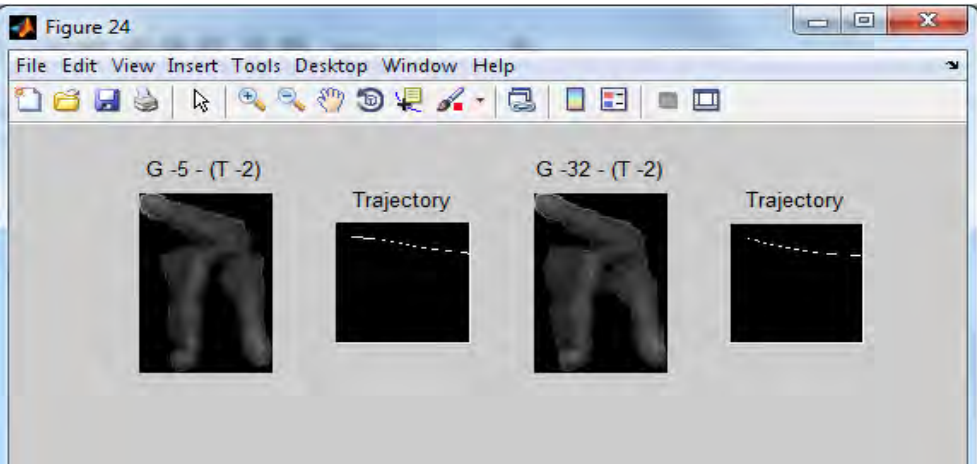 Figure 24
File Edit View Insert Tools Desktop Window Help
G -5 - (T -2)
Trajectory
G -32 - (T -2)
Trajectory